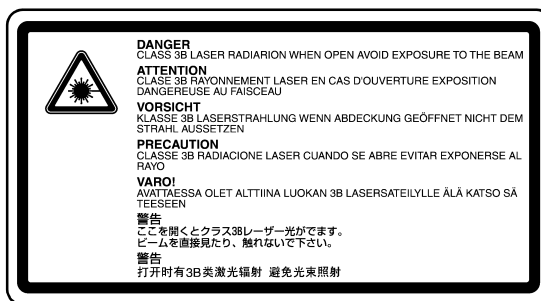 DANGER
CLASS 3B LASER RADIARION WHEN OPEN AVOID EXPOSURE TO THE BEAM
ATTENTION
CLASE 3B RAYONNEMENT LASER EN CAS D'OUVERTURE EXPOSITION
DANGEREUSE AU FAISCEAU
VORSICHT
KLASSE 3B LASERSTRAHLUNG WENN ABDECKUNG GEÖFFNET NICHT DEM
STRAHL AUSSETZEN
PRECAUTION
CLASSE 3B RADIACIONE LASER CUANDO SE ABRE EVITAR EXPONERSE AL
RAYO
VARO!
AVATTAESSA OLET ALTTIINA LUOKAN 3B LASERSATEILYLLE ÄLÄ KATSO SÄ
TEESEEN
警告
ここを開くとクラス3Bレーザー光がでます。
ビームを直接見たり、触れないで下さい。
警告
打开时有3B类激光辐射 避免光束照射